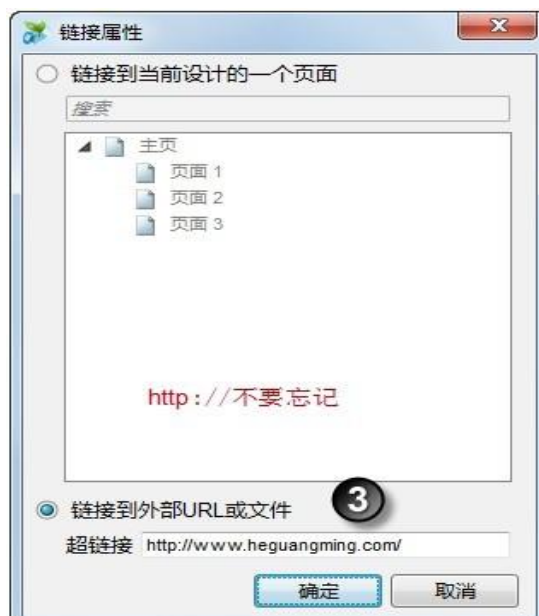 链接属性
链接到当前设计的一个页面
搜索
主页
页面 1
页面 2
页面 3
http://不要忘记
链接到外部URL或文件
3
超链接 http://www.heguangming.com/
确定 取消